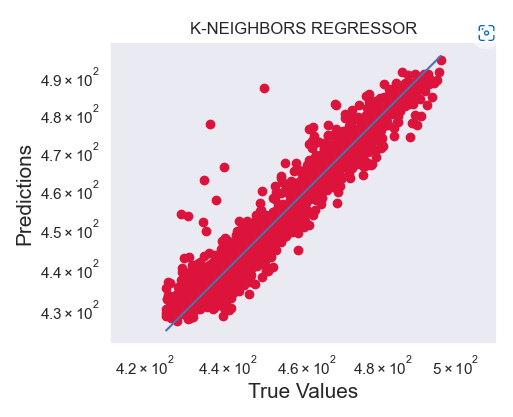 K-NEIGHBORS REGRESSOR
Predictions
4.9 × 10²
4.8 × 10²
4.7 × 10²
4.6 × 10²
4.5 × 10²
4.4 × 10²
4.3 × 10²
4.2 × 10² 4.4 × 10² 4.6 × 10² 4.8 × 10² 5 × 10²
True Values